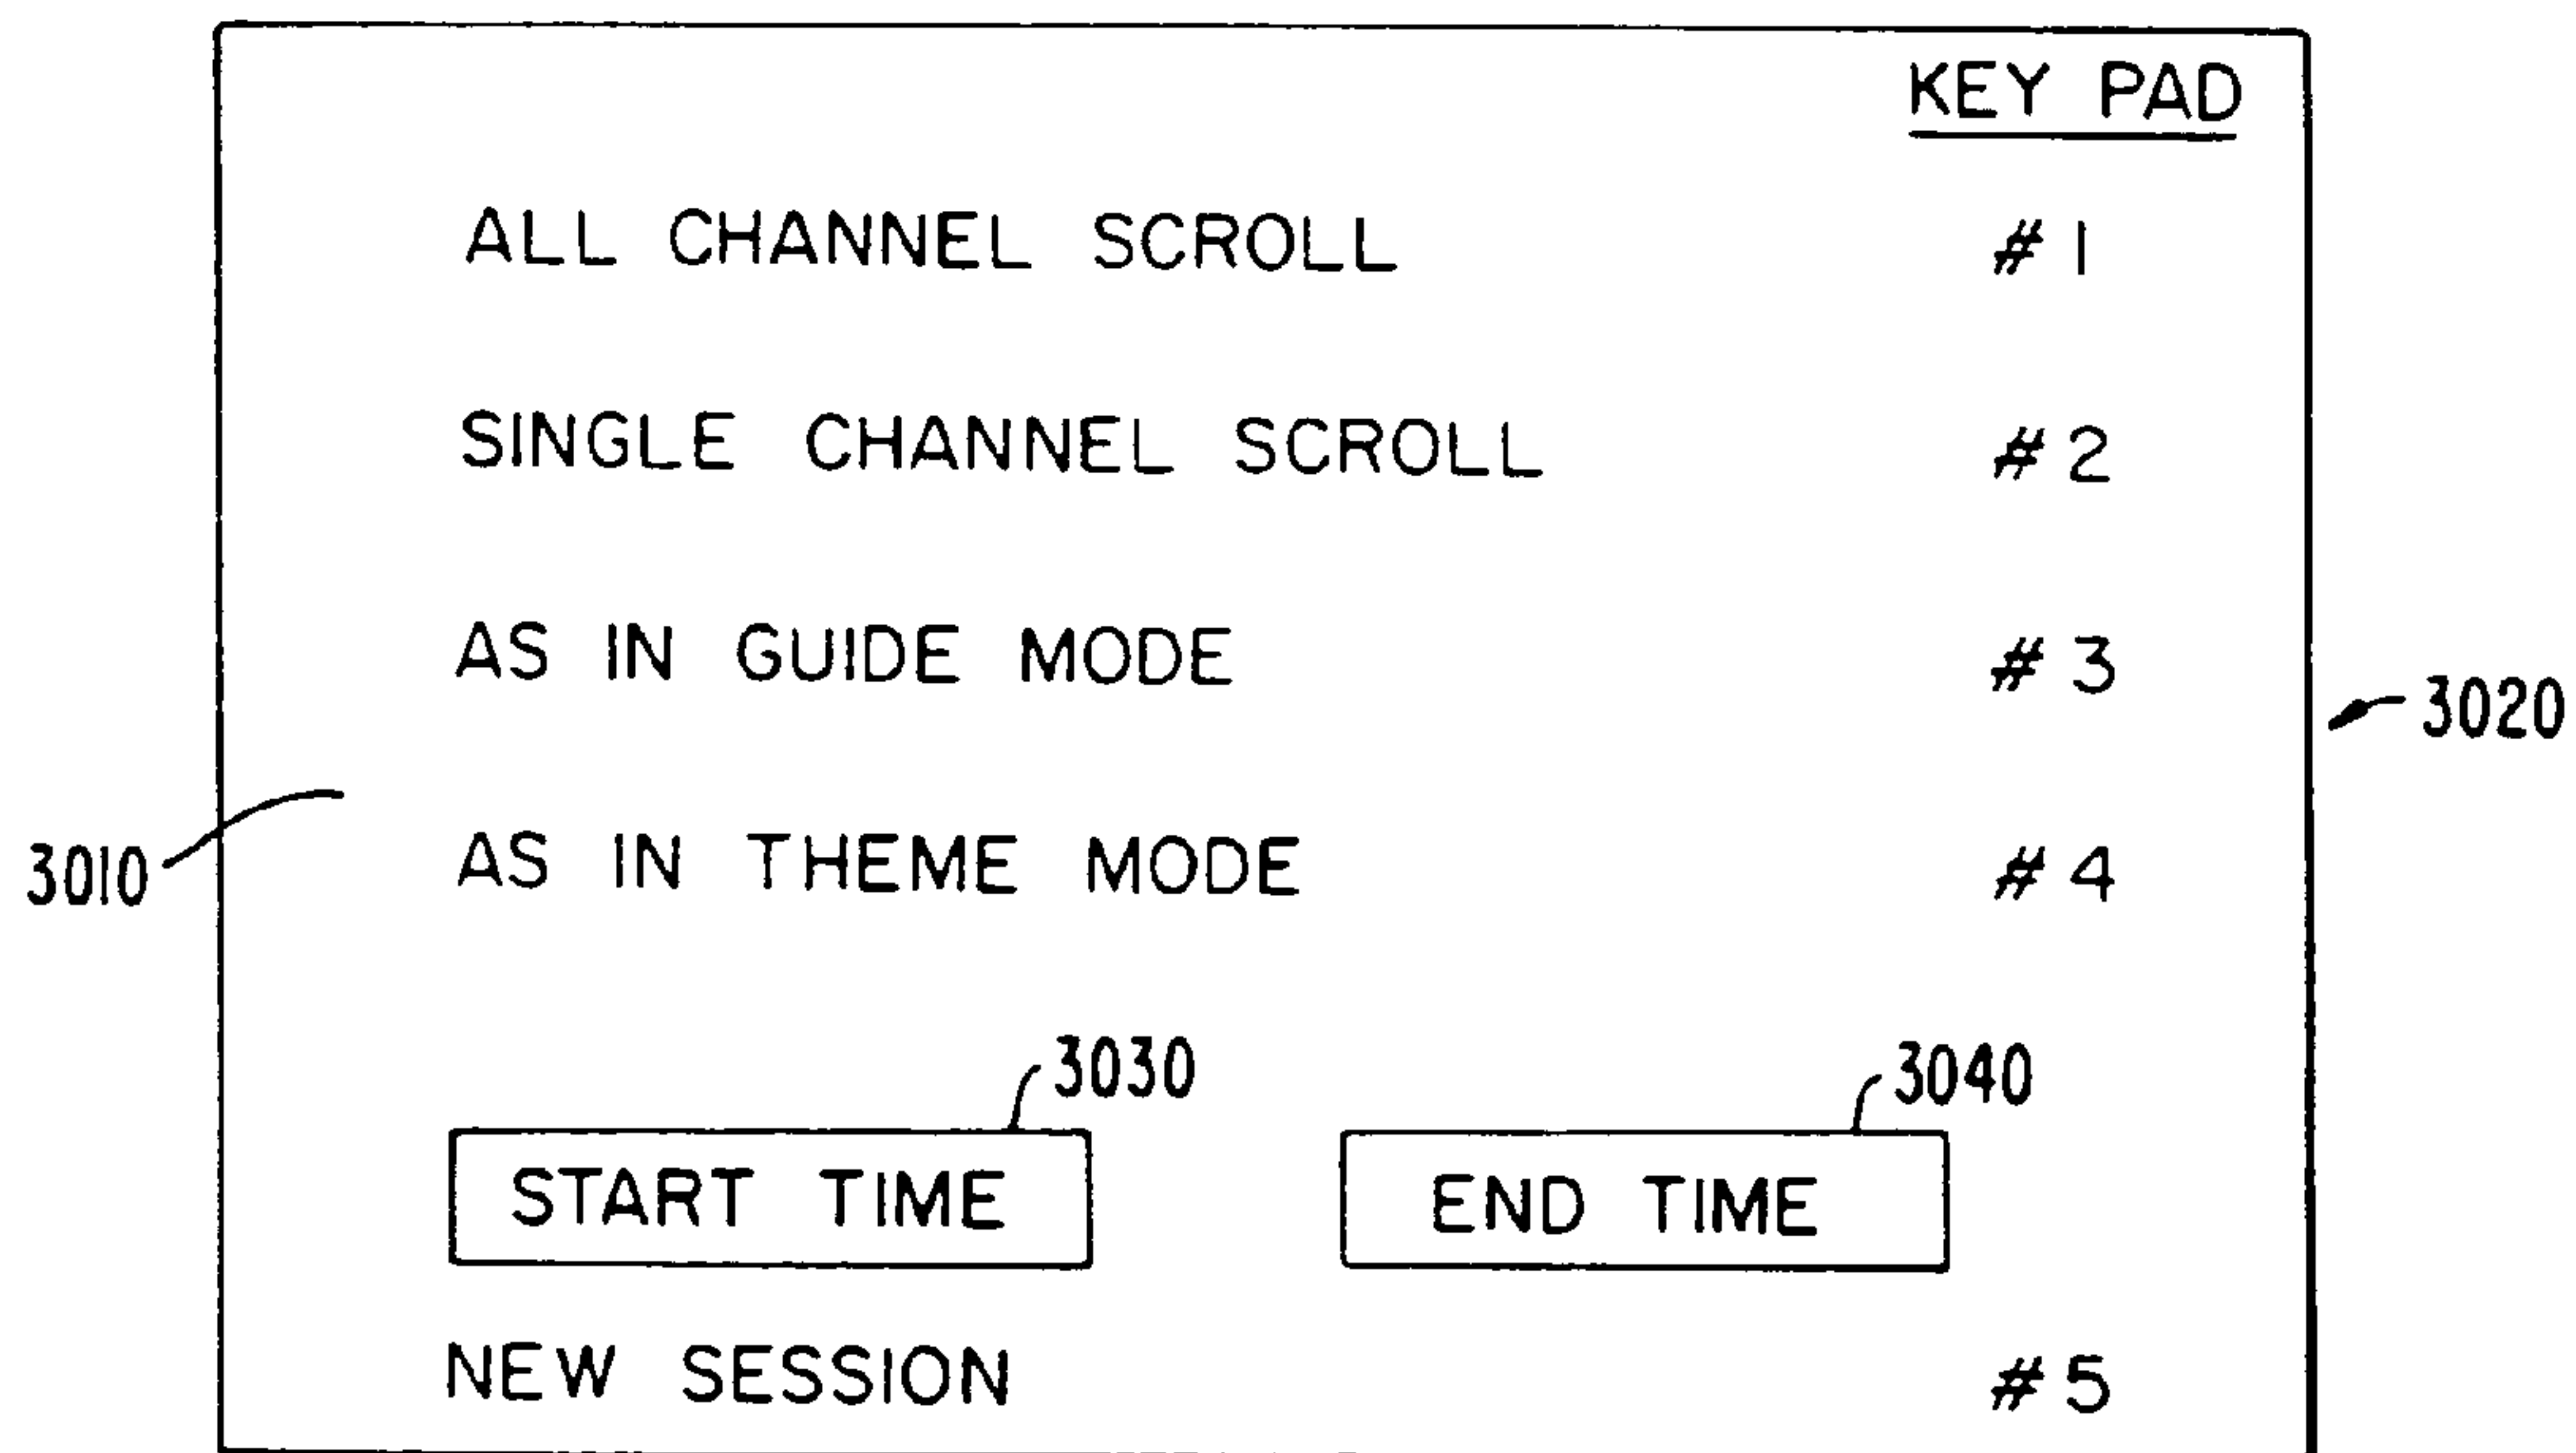 KEY PAD
ALL CHANNEL SCROLL #1
SINGLE CHANNEL SCROLL #2
AS IN GUIDE MODE #3
3020
AS IN THEME MODE #4
3010
3030 3040
START TIME END TIME
NEW SESSION #5